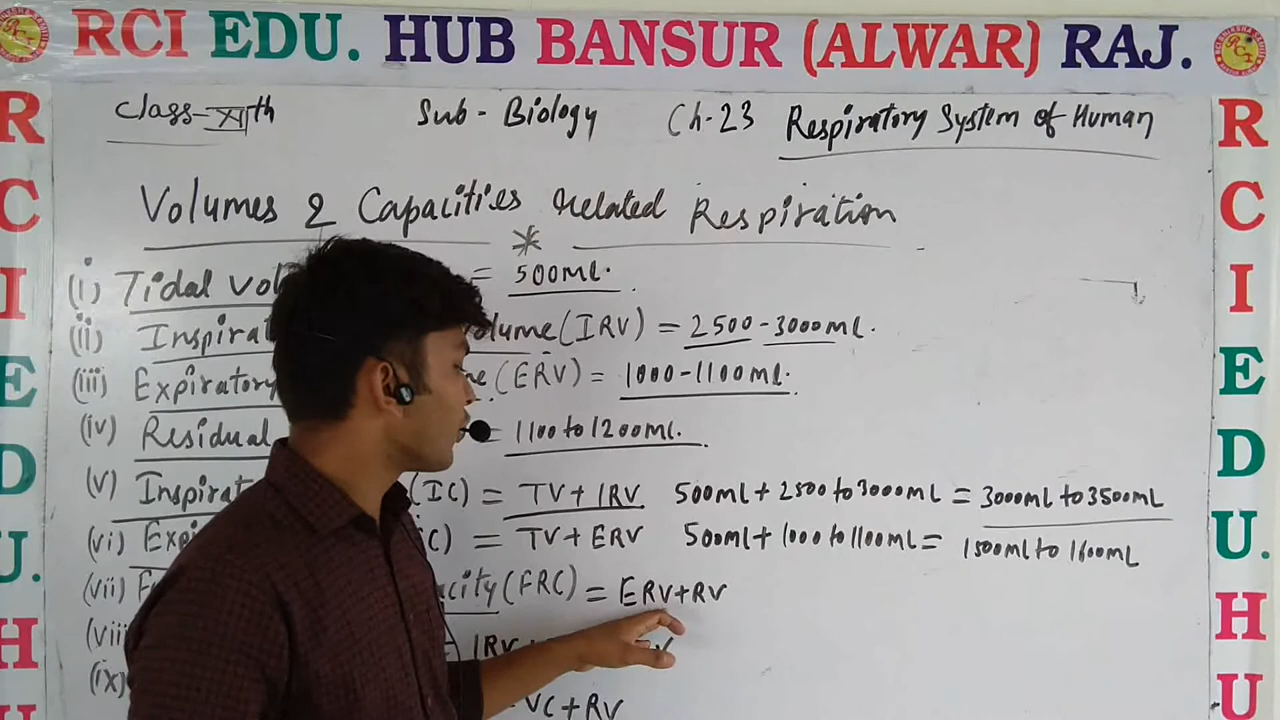 RCI EDU. HUB BANSUR (ALWAR) RAJ.
Class-XIth Sub - Biology Ch.23 Respiratory System of Human
Volumes & Capacities related Respiration
(i) Tidal Vol = 500ml.
(ii) Inspirat olume (IRV) = 2500 - 3000ml.
(iii) Expiratory me (ERV) = 1000 - 1100ml.
(iv) Residual = 1100 to 1200ml.
(v) Inspirat (IC) = TV + IRV 500ml + 2500 to 3000ml = 3000ml to 3500ml
(vi) Exp C) = TV + ERV 500ml + 1000 to 1100ml = 1500ml to 1600ml
(vii) F acity (FRC) = ERV+RV
(viii = IRV + V
(ix) VC + RV
R
C
I
E
D
U.
H
U
R
C
I
E
D
U.
H
U